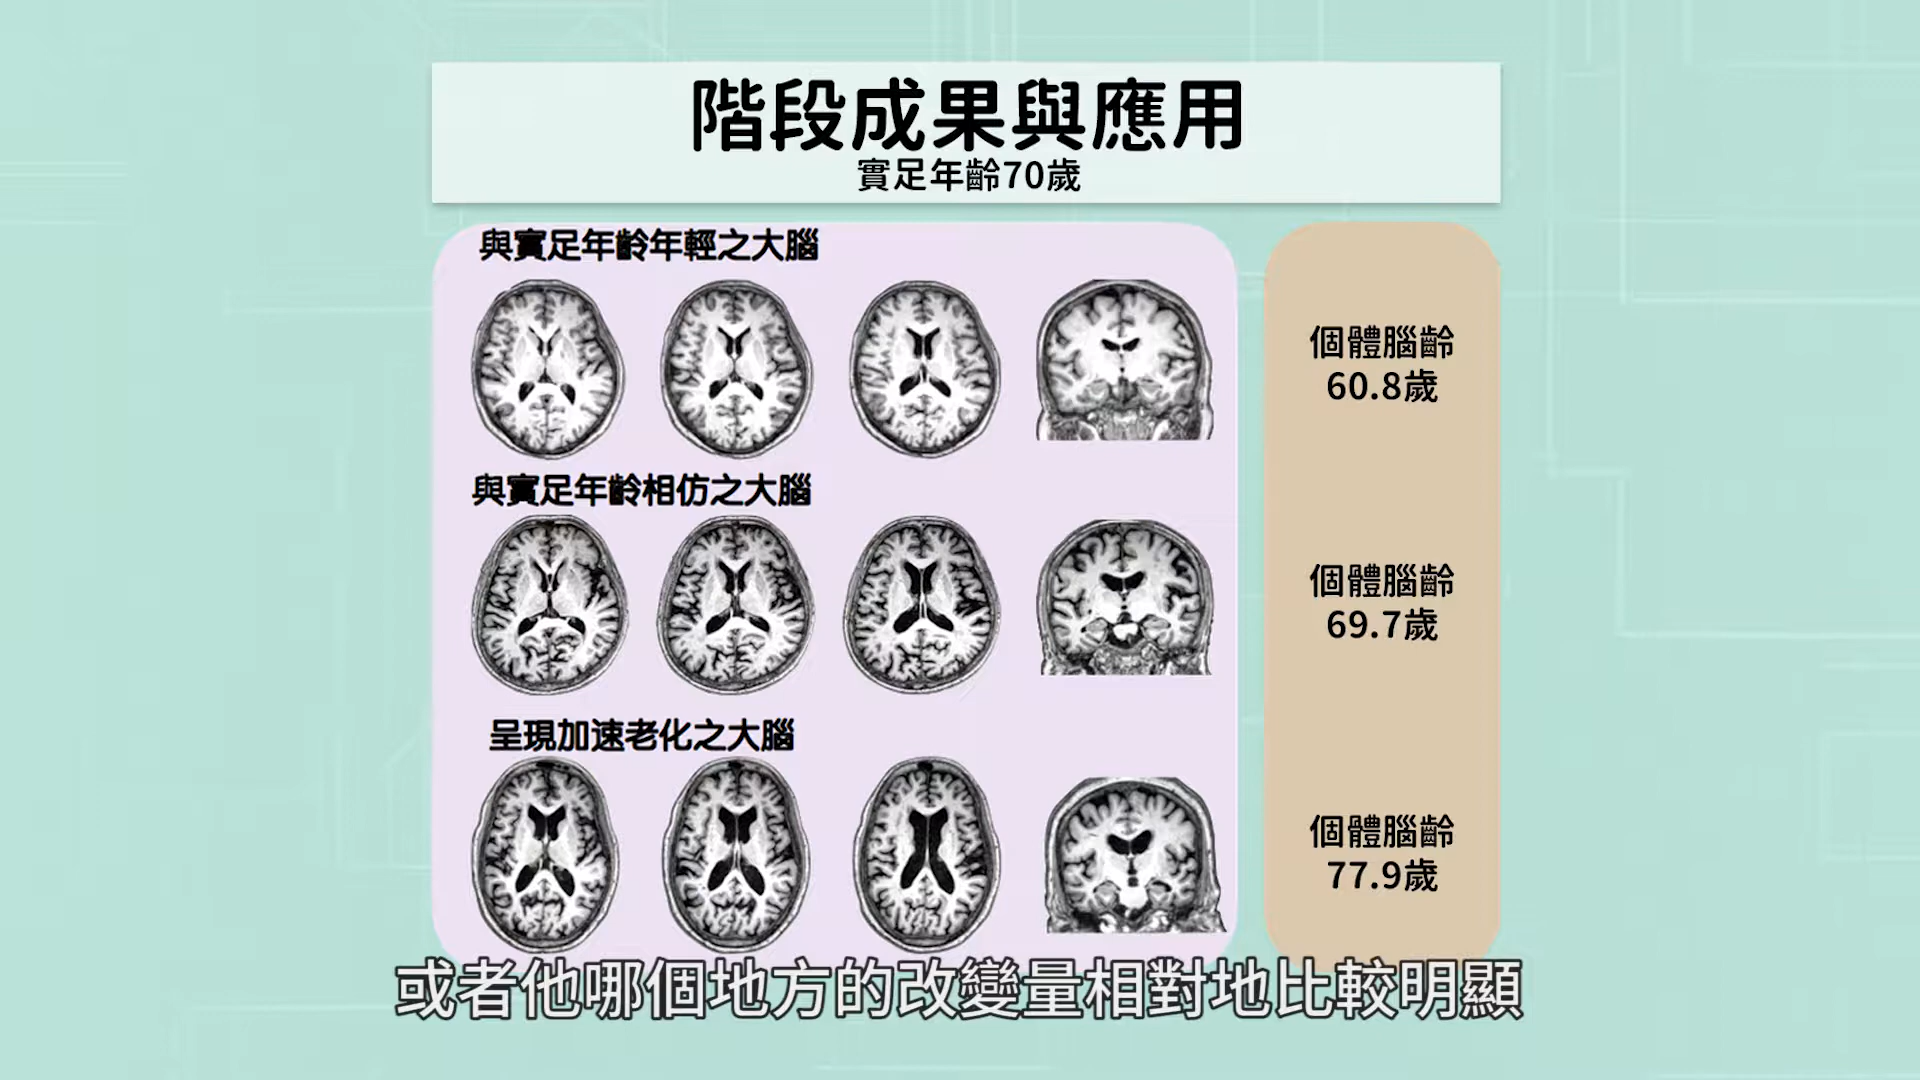 階段成果與應用
實足年齡70歲
與實足年齡年輕之大腦
個體腦齡
60.8歲
與實足年齡相仿之大腦
個體腦齡
69.7歲
呈現加速老化之大腦
個體腦齡
77.9歲
或者他哪個地方的改變量相對地比較明顯